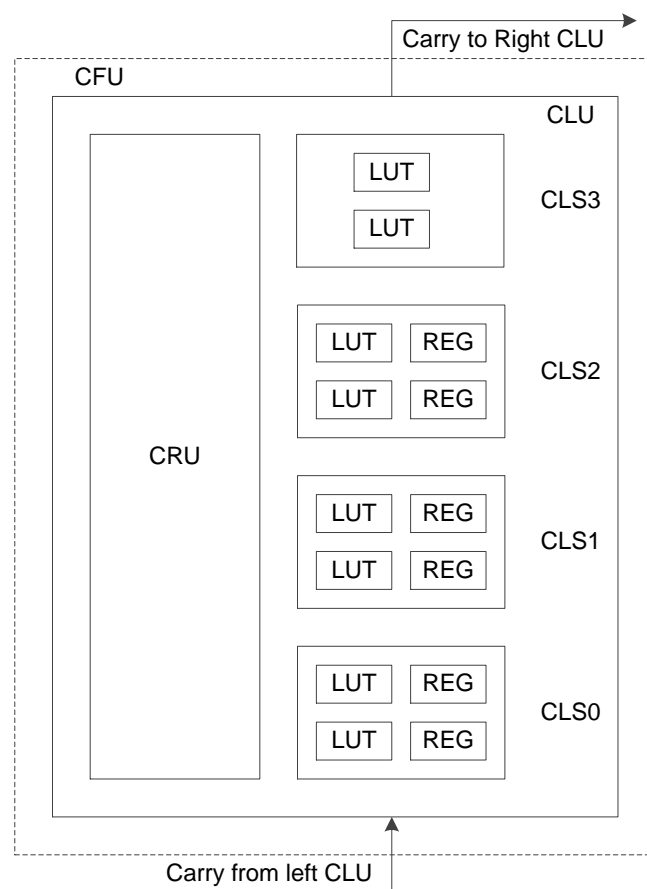 Carry to Right CLU
CFU
CLU
LUT
LUT
CLS3
LUT REG
LUT REG
CLS2
CRU
LUT REG
LUT REG
CLS1
LUT REG
LUT REG
CLS0
Carry from left CLU